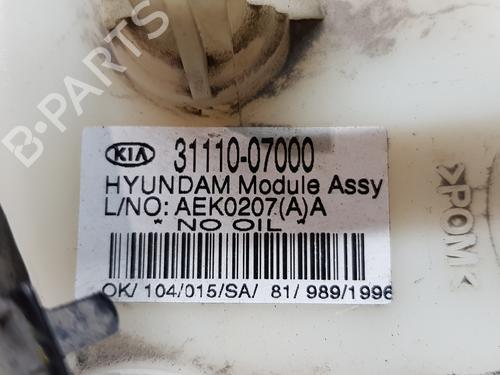 B-PARTS
KIA 31110-07000
HYUNDAM Module Assy
L/NO: AEK0207(A)A
- NO OIL -
OK/ 104/015/SA/ 81/ 989/1996
>POM<